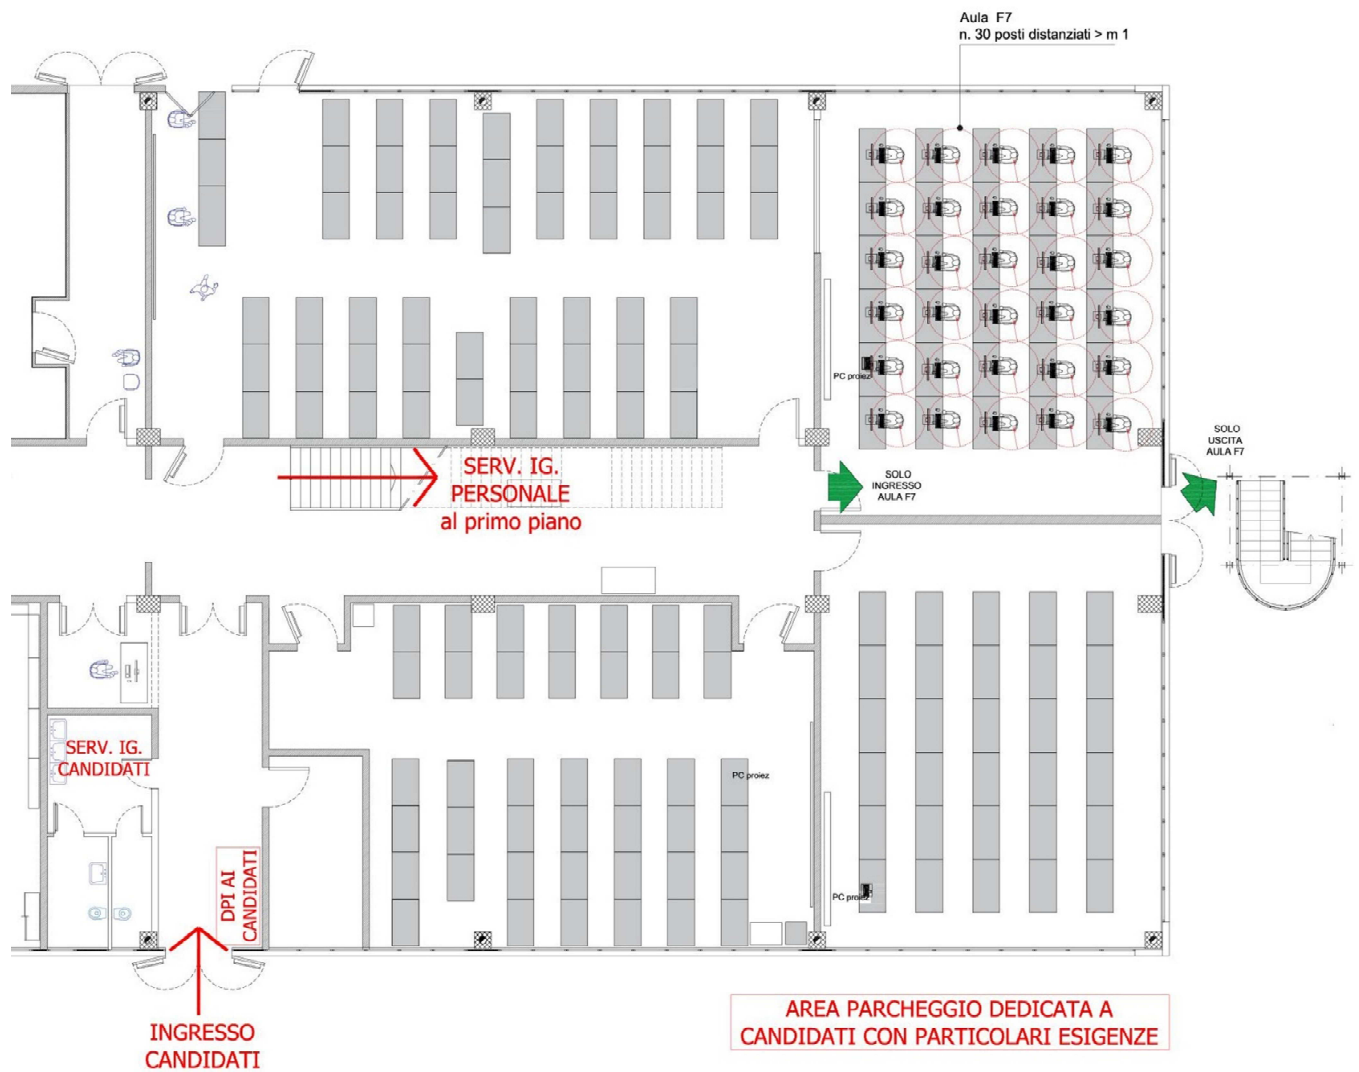 Aula F7
n. 30 posti distanziati > m 1
PC proiez
SOLO
USCITA
AULA F7
SERV. IG.
PERSONALE
al primo piano
SOLO
INGRESSO
AULA F7
SERV. IG.
CANDIDATI
PC proiez
DPI AI
CANDIDATI
PC proiez
INGRESSO
CANDIDATI
AREA PARCHEGGIO DEDICATA A
CANDIDATI CON PARTICOLARI ESIGENZE